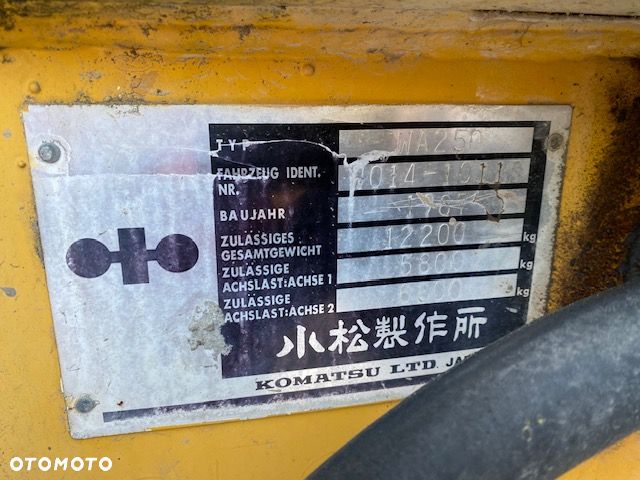 TYP WA250
FAHRZEUG IDENT. NR.
BAUJAHR
ZULÄSSIGES GESAMTGEWICHT 12200 kg
ZULÄSSIGE ACHSLAST:ACHSE 1 5800 kg
ZULÄSSIGE ACHSLAST:ACHSE 2 kg
小松製作所
KOMATSU LTD.
OTOMOTO